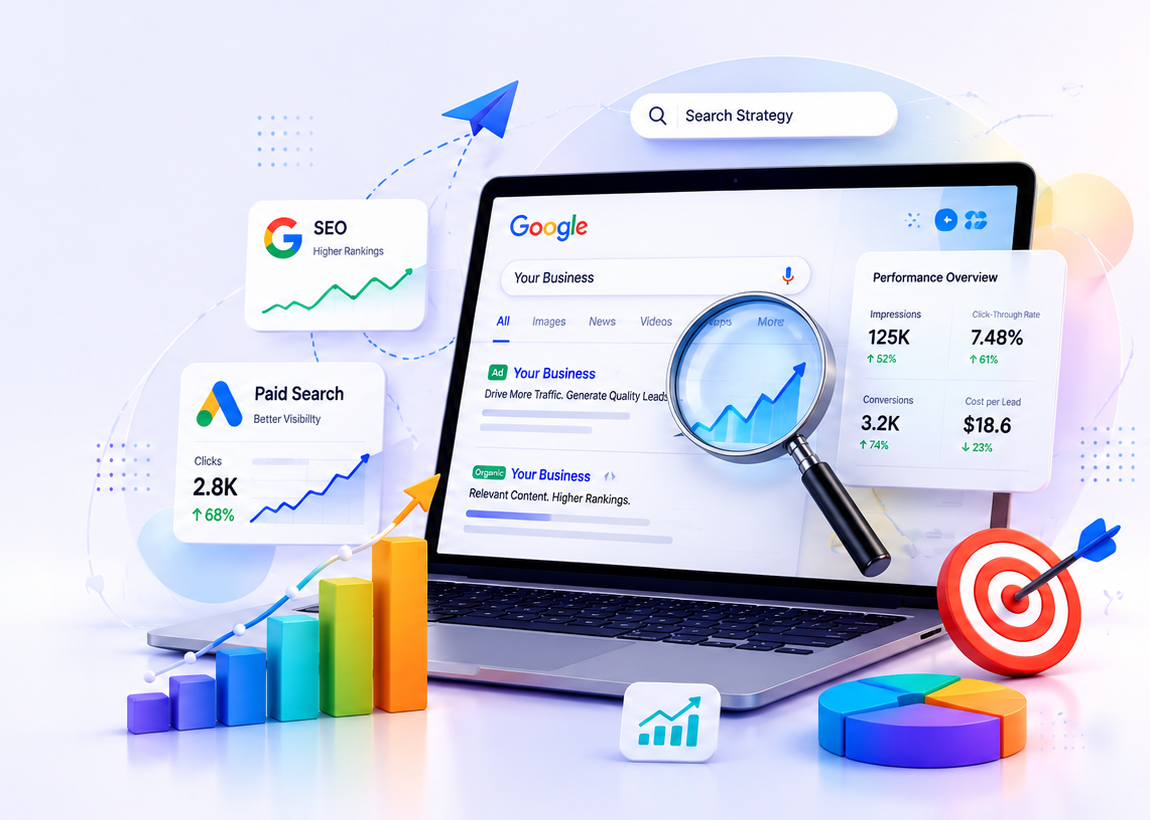 Search Strategy
SEO
Higher Rankings
Google
Your Business
All Images News Videos Apps More
Ad Your Business
Drive More Traffic. Generate Quality Leads
Organic Your Business
Relevant Content. Higher Rankings.
Performance Overview
Impressions Click-Through Rate
125K 7.48%
↑ 52% ↑ 61%
Conversions Cost per Lead
3.2K $18.6
↑ 74% ↓ 23%
Paid Search
Better Visibility
Clicks
2.8K
↑ 68%